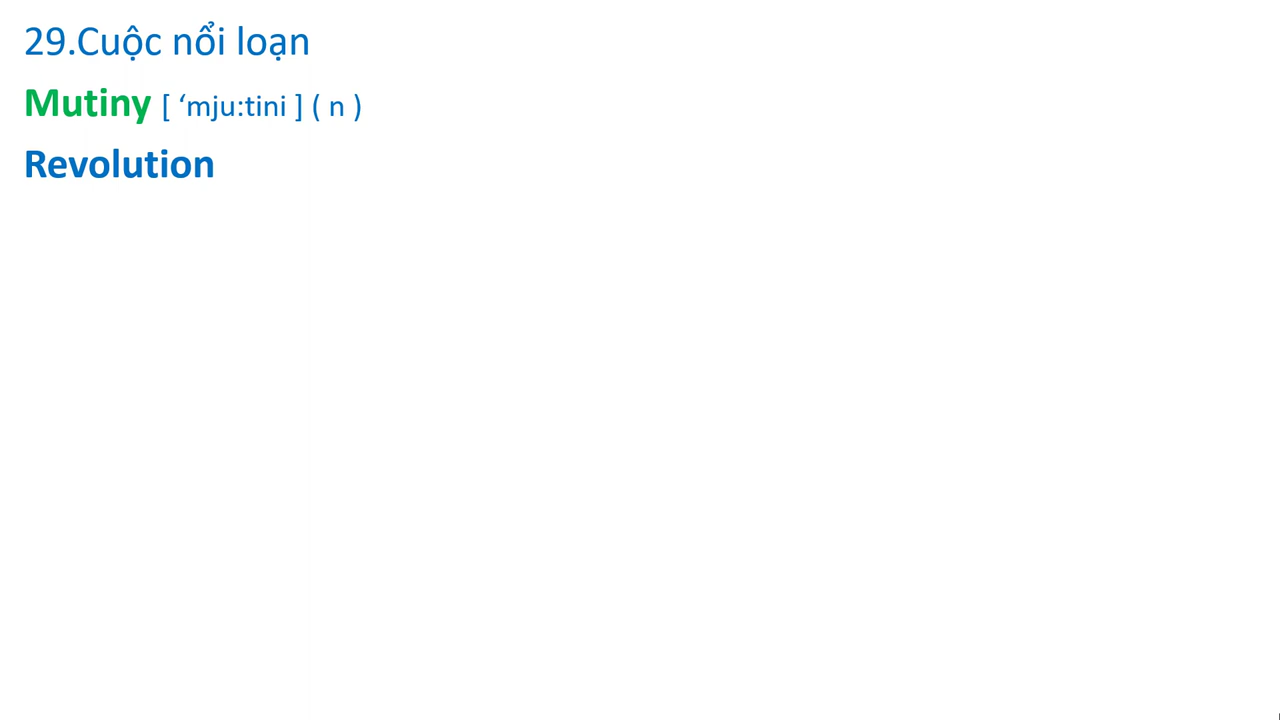 29.Cuộc nổi loạn
Mutiny [ ‘mju:tini ] ( n )
Revolution